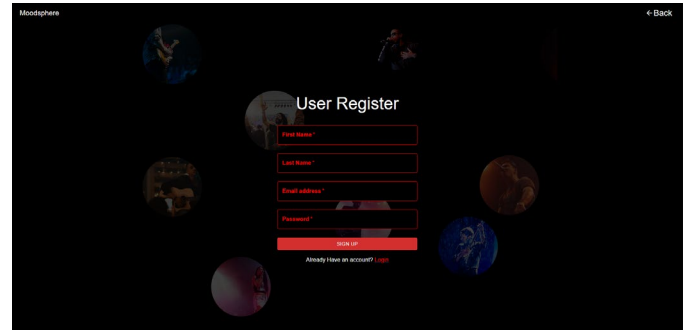 Moodsphere
←Back
User Register
First Name *
Last Name *
Email address *
Password *
SIGN UP
Already Have an account? Login